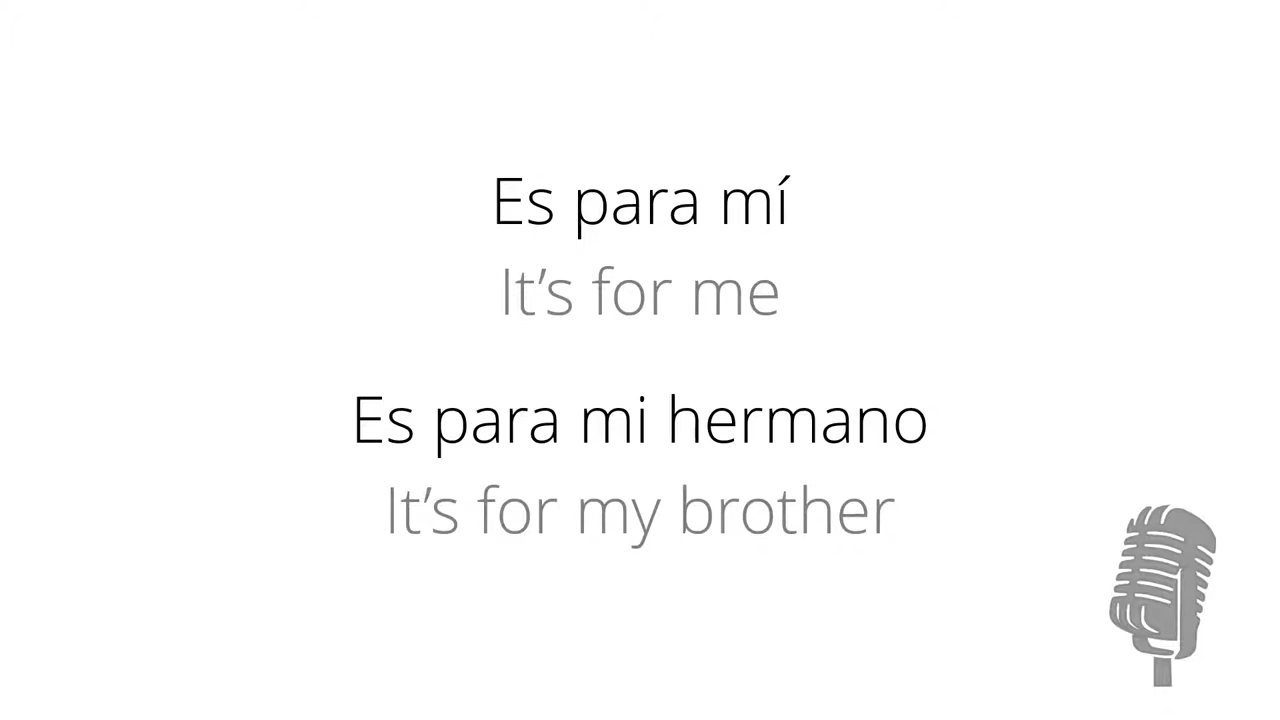 Es para mí
It’s for me
Es para mi hermano
It’s for my brother